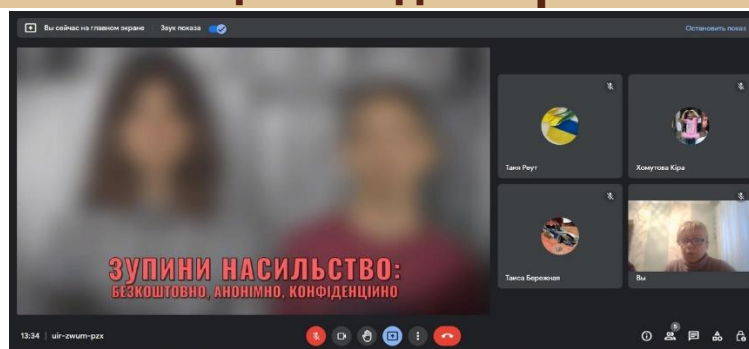 Вы сейчас на главном экране
Звук показа
Остановить показ
ЗУПИНИ НАСИЛЬСТВО:
БЕЗКОШТОВНО, АНОНІМНО, КОНФІДЕНЦІЙНО
Таня Реут
Хомутова Кіра
Таиса Бережная
Вы
13:34 | uir-zwum-pzx
5